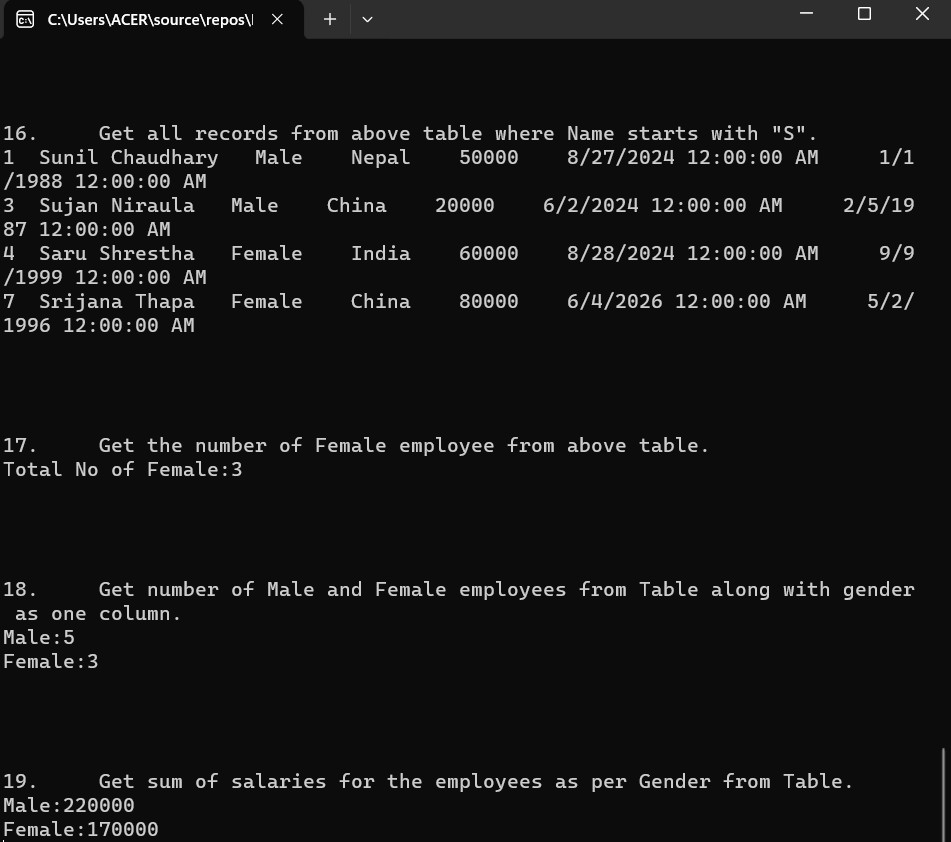 C:\Users\ACER\source\repos\
16. Get all records from above table where Name starts with "S".
1 Sunil Chaudhary Male Nepal 50000 8/27/2024 12:00:00 AM 1/1
/1988 12:00:00 AM
3 Sujan Niraula Male China 20000 6/2/2024 12:00:00 AM 2/5/19
87 12:00:00 AM
4 Saru Shrestha Female India 60000 8/28/2024 12:00:00 AM 9/9
/1999 12:00:00 AM
7 Srijana Thapa Female China 80000 6/4/2026 12:00:00 AM 5/2/
1996 12:00:00 AM
17. Get the number of Female employee from above table.
Total No of Female:3
18. Get number of Male and Female employees from Table along with gender
as one column.
Male:5
Female:3
19. Get sum of salaries for the employees as per Gender from Table.
Male:220000
Female:170000